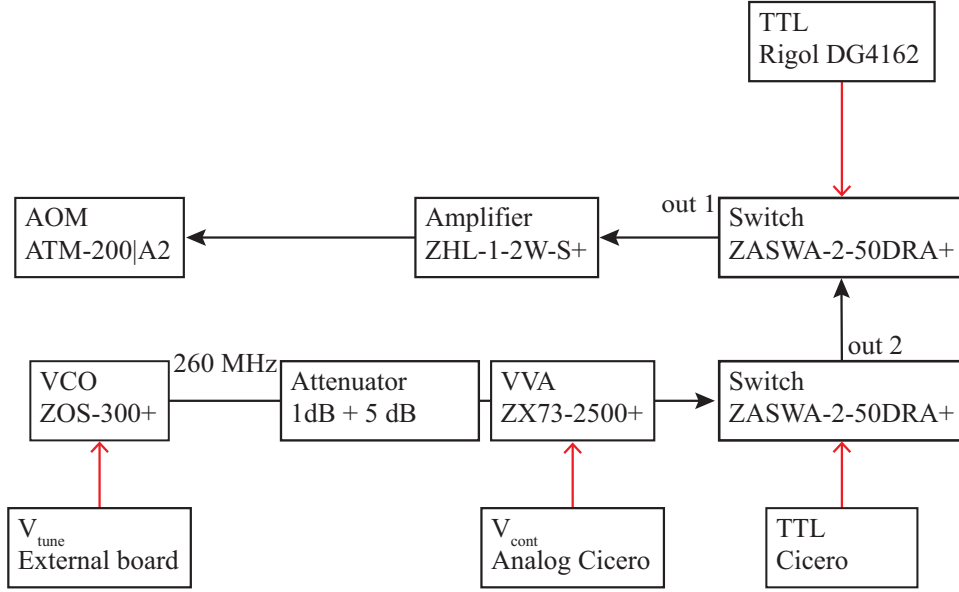 TTL
Rigol DG4162
out 1
AOM
ATM-200|A2
Amplifier
ZHL-1-2W-S+
Switch
ZASWA-2-50DRA+
out 2
260 MHz
VCO
ZOS-300+
Attenuator
1dB + 5 dB
VVA
ZX73-2500+
Switch
ZASWA-2-50DRA+
Vtune
External board
Vcont
Analog Cicero
TTL
Cicero